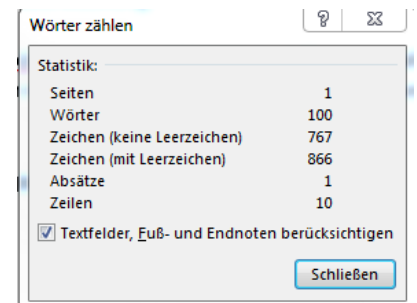 Wörter zählen
Statistik:
Seiten 1
Wörter 100
Zeichen (keine Leerzeichen) 767
Zeichen (mit Leerzeichen) 866
Absätze 1
Zeilen 10
Textfelder, Fuß- und Endnoten berücksichtigen
Schließen